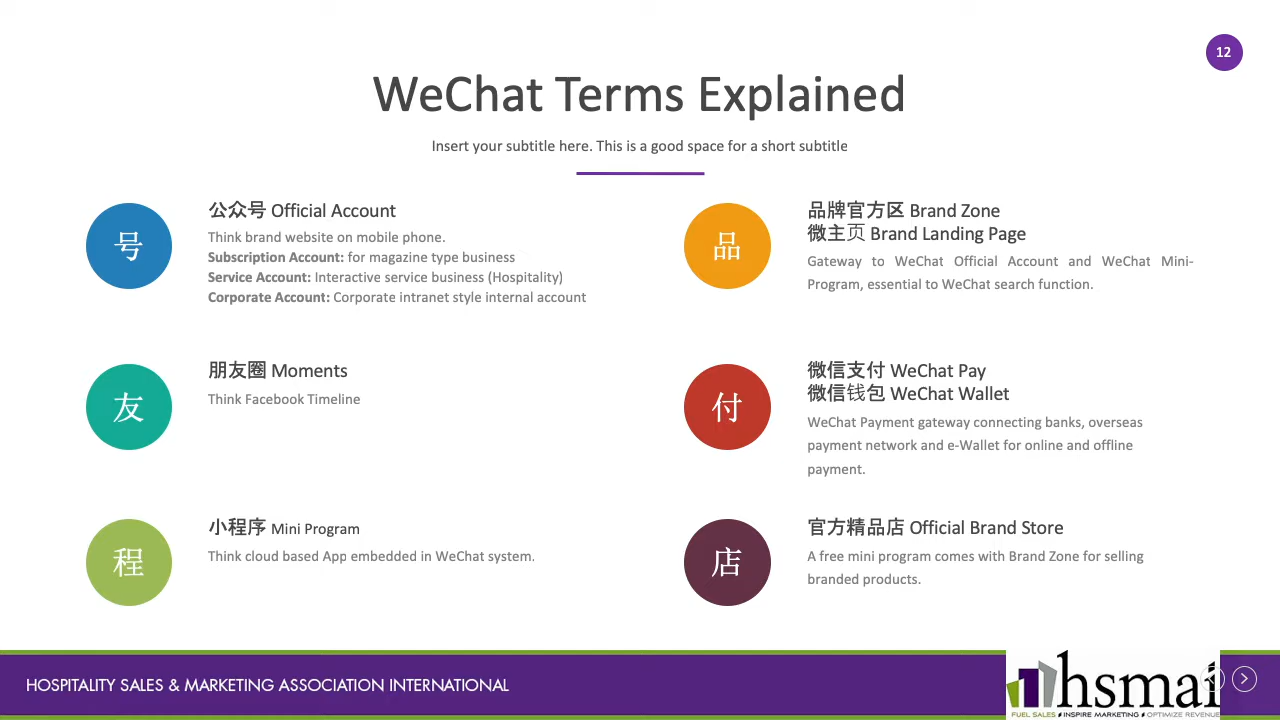 12
WeChat Terms Explained
Insert your subtitle here. This is a good space for a short subtitle
号
公众号 Official Account
Think brand website on mobile phone.
Subscription Account: for magazine type business
Service Account: Interactive service business (Hospitality)
Corporate Account: Corporate intranet style internal account
品
品牌官方区 Brand Zone
微主页 Brand Landing Page
Gateway to WeChat Official Account and WeChat Mini-
Program, essential to WeChat search function.
友
朋友圈 Moments
Think Facebook Timeline
付
微信支付 WeChat Pay
微信钱包 WeChat Wallet
WeChat Payment gateway connecting banks, overseas
payment network and e-Wallet for online and offline
payment.
程
小程序 Mini Program
Think cloud based App embedded in WeChat system.
店
官方精品店 Official Brand Store
A free mini program comes with Brand Zone for selling
branded products.
HOSPITALITY SALES & MARKETING ASSOCIATION INTERNATIONAL
hsmai
FUEL SALES INSPIRE MARKETING OPTIMIZE REVENUE